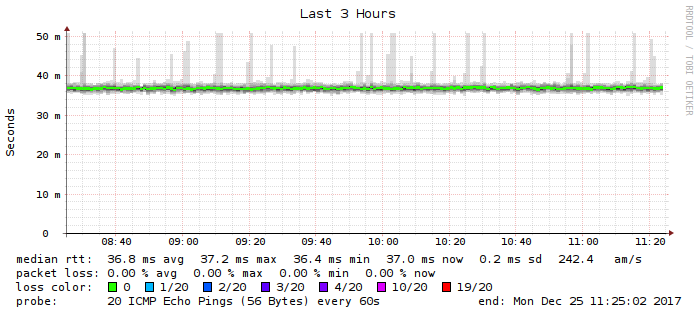 Last 3 Hours
RRDTOOL / TOBI OETIKER
Seconds
50 m
40 m
30 m
20 m
10 m
0
08:40 09:00 09:20 09:40 10:00 10:20 10:40 11:00 11:20
median rtt: 36.8 ms avg 37.2 ms max 36.4 ms min 37.0 ms now 0.2 ms sd 242.4 am/s
packet loss: 0.00 % avg 0.00 % max 0.00 % min 0.00 % now
loss color: 0 1/20 2/20 3/20 4/20 10/20 19/20
probe: 20 ICMP Echo Pings (56 Bytes) every 60s end: Mon Dec 25 11:25:02 2017